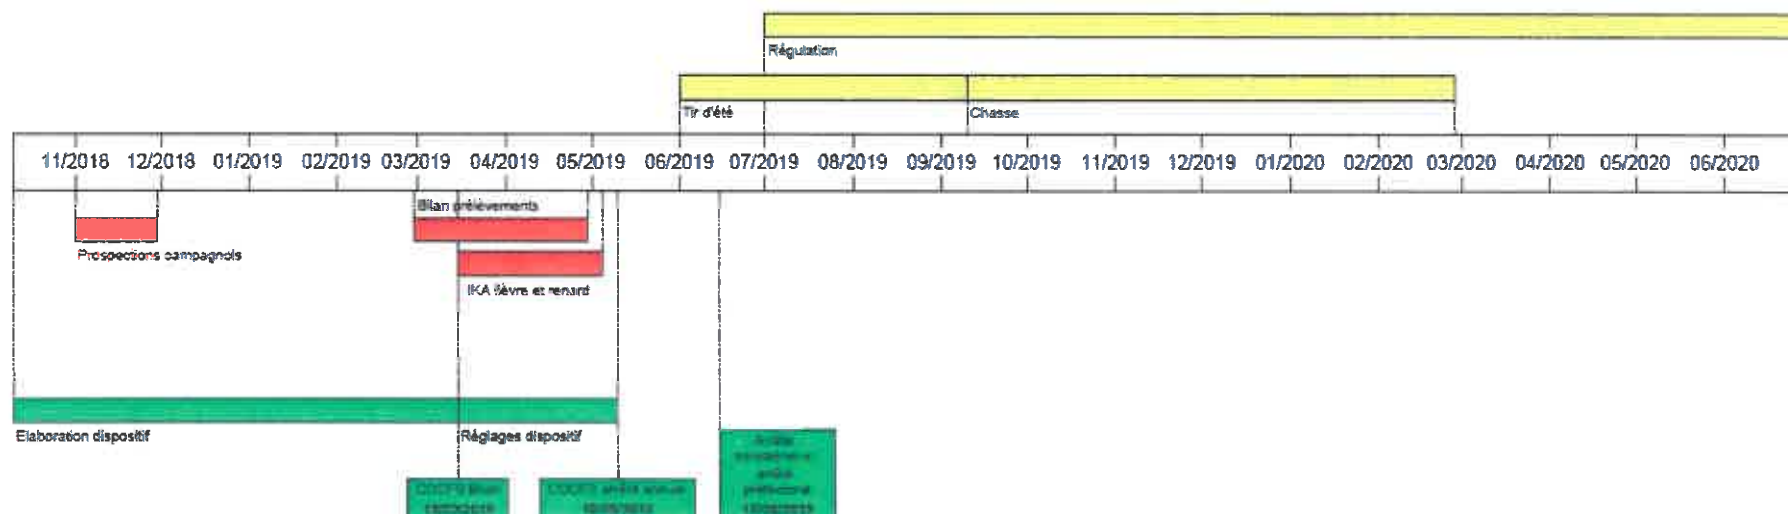 Régulation
Tir d'été
Chasse
11/2018 12/2018 01/2019 02/2019 03/2019 04/2019 05/2019 06/2019 07/2019 08/2019 09/2019 10/2019 11/2019 12/2019 01/2020 02/2020 03/2020 04/2020 05/2020 06/2020
Bilan prélèvements
Prospections campagnols
IKA lièvre et renard
Elaboration dispositif
Réglages dispositif